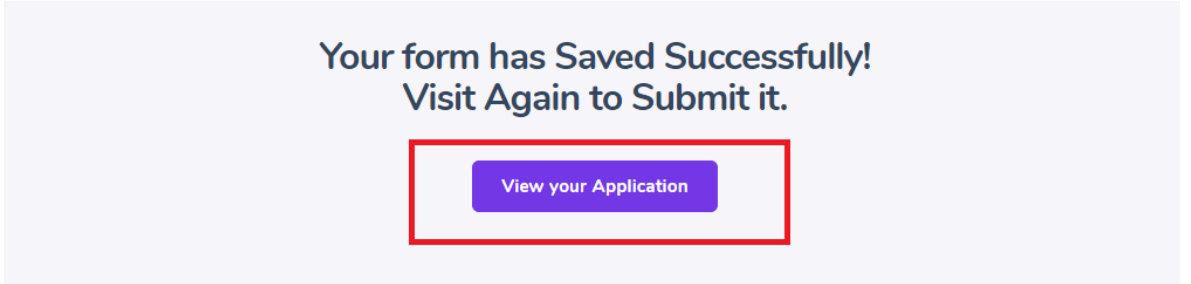 Your form has Saved Successfully!
Visit Again to Submit it.
View your Application